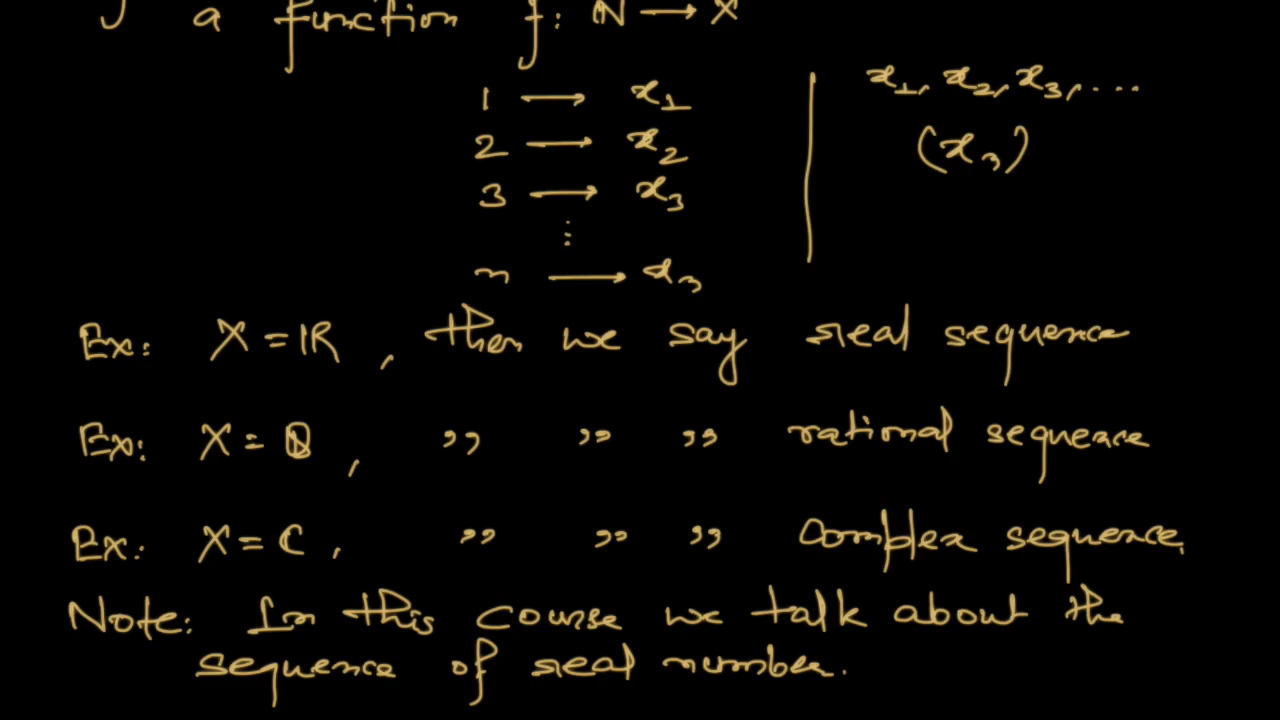 a function f: ℕ → X
1 → x₁
2 → x₂
3 → x₃
⋮
n → xₙ
x₁, x₂, x₃, ...
(xₙ)
Ex: X = ℝ, then we say real sequence
Ex: X = ℚ, ,, ,, ,, rational sequence
Ex: X = ℂ, ,, ,, ,, Complex sequence
Note: In this course we talk about the
sequence of real number.